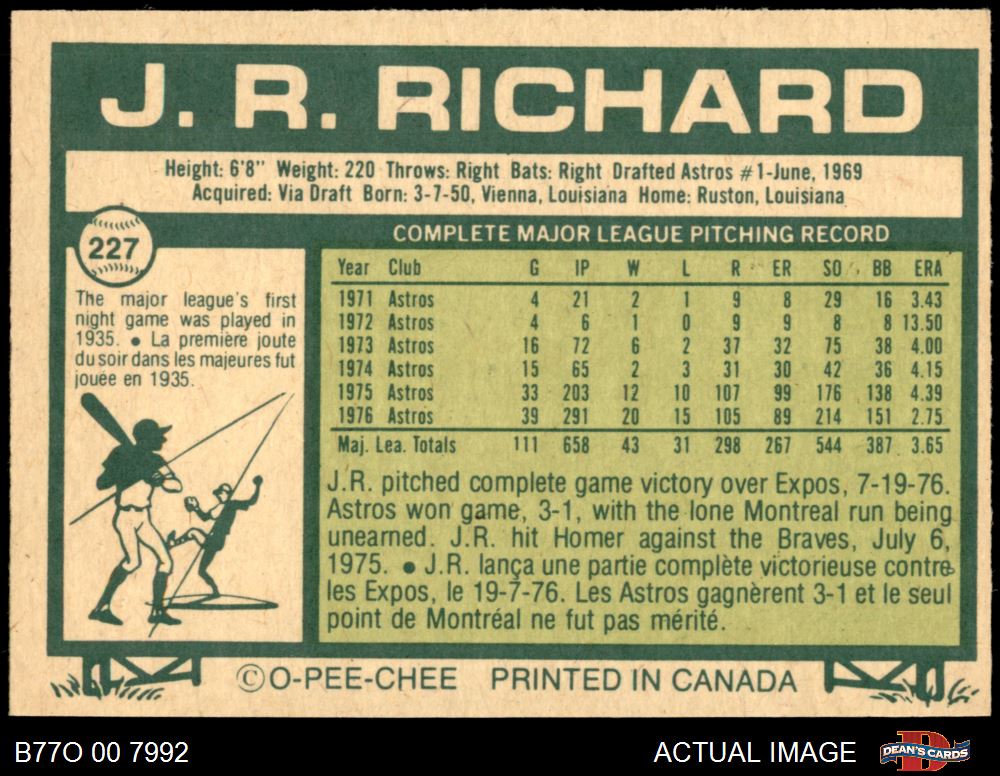 J. R. RICHARD
Height: 6'8" Weight: 220 Throws: Right Bats: Right Drafted Astros #1-June, 1969
Acquired: Via Draft Born: 3-7-50, Vienna, Louisiana Home: Ruston, Louisiana
227
The major league's first
night game was played in
1935. ● La première joute
du soir dans les majeures fut
jouée en 1935.
COMPLETE MAJOR LEAGUE PITCHING RECORD
Year Club G IP W L R ER SO BB ERA
1971 Astros 4 21 2 1 9 8 29 16 3.43
1972 Astros 4 6 1 0 9 9 8 8 13.50
1973 Astros 16 72 6 2 37 32 75 38 4.00
1974 Astros 15 65 2 3 31 30 42 36 4.15
1975 Astros 33 203 12 10 107 99 176 138 4.39
1976 Astros 39 291 20 15 105 89 214 151 2.75
Maj. Lea. Totals 111 658 43 31 298 267 544 387 3.65
J.R. pitched complete game victory over Expos, 7-19-76.
Astros won game, 3-1, with the lone Montreal run being
unearned. J.R. hit Homer against the Braves, July 6,
1975. ● J.R. lança une partie complète victorieuse contre
les Expos, le 19-7-76. Les Astros gagnèrent 3-1 et le seul
point de Montréal ne fut pas mérité.
©O-PEE-CHEE PRINTED IN CANADA
B77O 00 7992 ACTUAL IMAGE DEAN'S CARDS